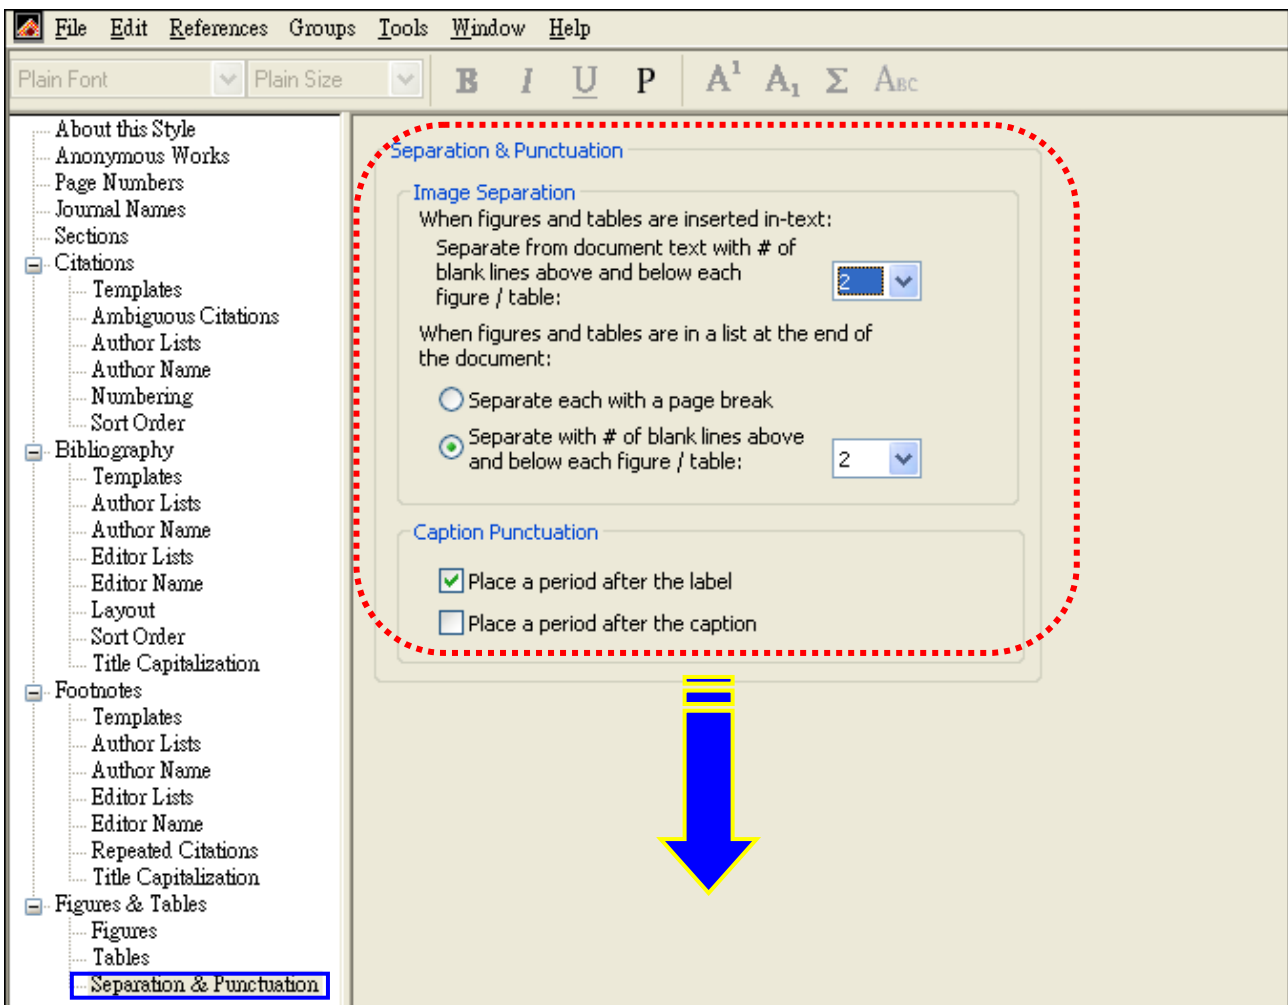 File Edit References Groups Tools Window Help
Plain Font Plain Size B I U P A1 A1 Σ ABC
About this Style
Anonymous Works
Page Numbers
Journal Names
Sections
Citations
Templates
Ambiguous Citations
Author Lists
Author Name
Numbering
Sort Order
Bibliography
Templates
Author Lists
Author Name
Editor Lists
Editor Name
Layout
Sort Order
Title Capitalization
Footnotes
Templates
Author Lists
Author Name
Editor Lists
Editor Name
Repeated Citations
Title Capitalization
Figures & Tables
Figures
Tables
Separation & Punctuation
Separation & Punctuation
Image Separation
When figures and tables are inserted in-text:
Separate from document text with # of
blank lines above and below each
figure / table:
2
When figures and tables are in a list at the end of
the document:
Separate each with a page break
Separate with # of blank lines above
and below each figure / table:
2
Caption Punctuation
Place a period after the label
Place a period after the caption